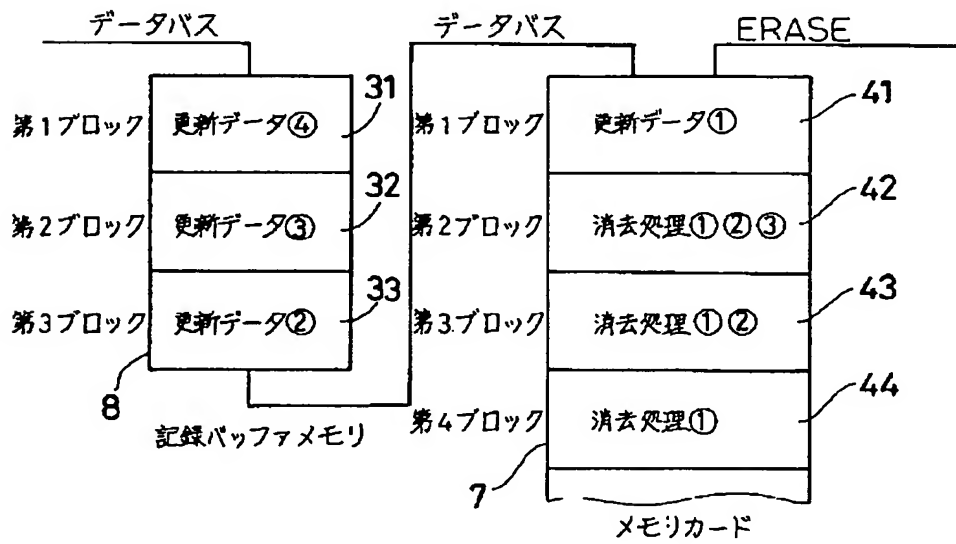 データバス
データバス
ERASE
31
第1ブロック
更新データ④
32
第2ブロック
更新データ③
33
第3ブロック
更新データ②
8
記録バッファメモリ
41
第1ブロック
更新データ①
42
第2ブロック
消去処理①②③
43
第3ブロック
消去処理①②
44
第4ブロック
消去処理①
7
メモリカード